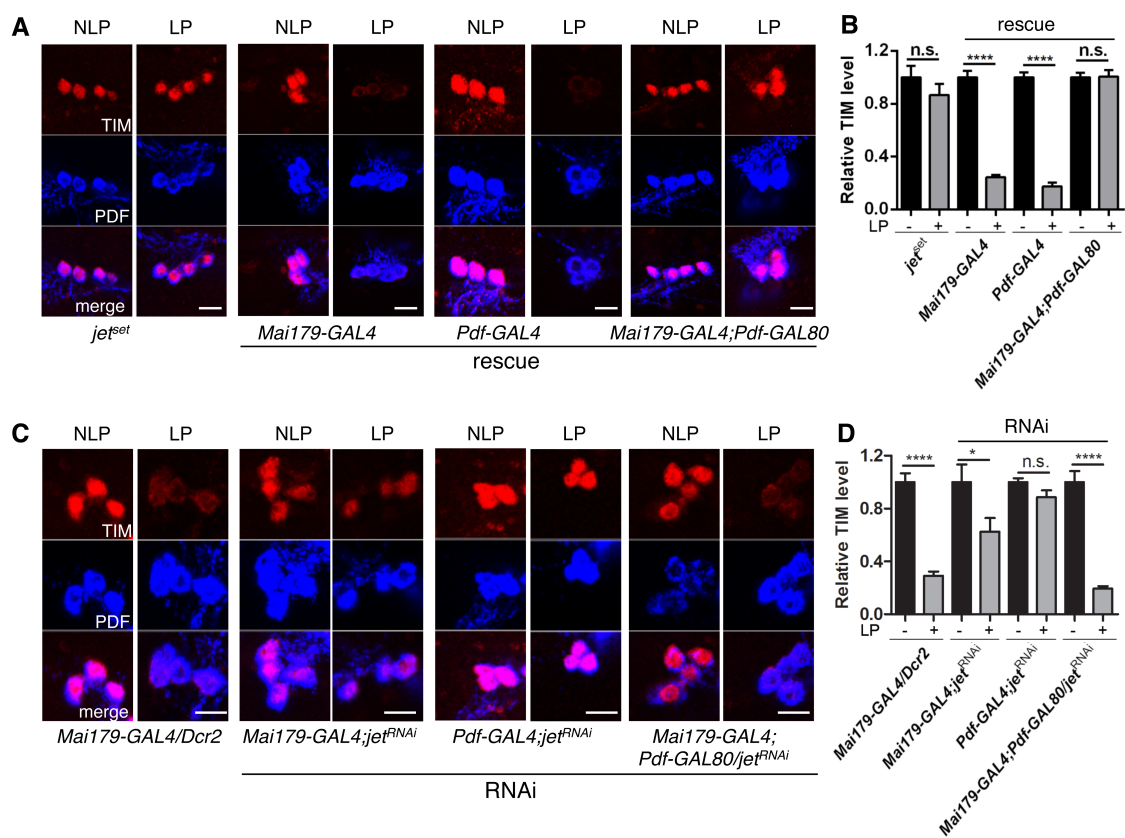 A
NLP LP NLP LP NLP LP NLP LP
TIM
PDF
merge
jet^set Mai179-GAL4 Pdf-GAL4 Mai179-GAL4;Pdf-GAL80
rescue
B
rescue
n.s. **** **** n.s.
Relative TIM level
1.2
0.8
0.4
0.0
LP - + - + - + - +
jet^set
Mai179-GAL4
Pdf-GAL4
Mai179-GAL4;Pdf-GAL80
C
NLP LP NLP LP NLP LP NLP LP
TIM
PDF
merge
Mai179-GAL4/Dcr2 Mai179-GAL4;jet^RNAi Pdf-GAL4;jet^RNAi Mai179-GAL4;
Pdf-GAL80/jet^RNAi
RNAi
D
RNAi
**** * n.s. ****
Relative TIM level
1.2
0.8
0.4
0.0
LP - + - + - + - +
Mai179-GAL4/Dcr2
Mai179-GAL4;jet^RNAi
Pdf-GAL4;jet^RNAi
Mai179-GAL4;Pdf-GAL80/jet^RNAi